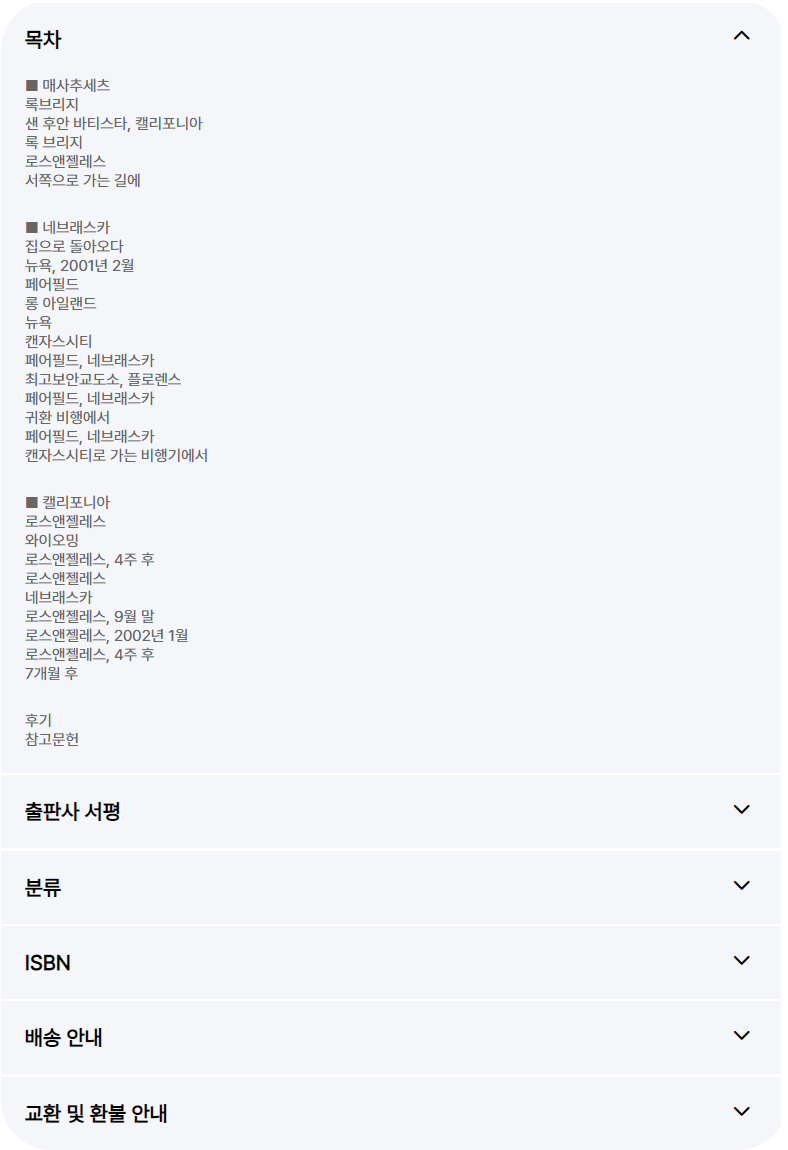 목차
■ 매사추세츠
록브리지
샌 후안 바티스타, 캘리포니아
록 브리지
로스앤젤레스
서쪽으로 가는 길에
■ 네브래스카
집으로 돌아오다
뉴욕, 2001년 2월
페어필드
롱 아일랜드
뉴욕
캔자스시티
페어필드, 네브래스카
최고보안교도소, 플로렌스
페어필드, 네브래스카
귀환 비행에서
페어필드, 네브래스카
캔자스시티로 가는 비행기에서
■ 캘리포니아
로스앤젤레스
와이오밍
로스앤젤레스, 4주 후
로스앤젤레스
네브래스카
로스앤젤레스, 9월 말
로스앤젤레스, 2002년 1월
로스앤젤레스, 4주 후
7개월 후
후기
참고문헌
출판사 서평
분류
ISBN
배송 안내
교환 및 환불 안내